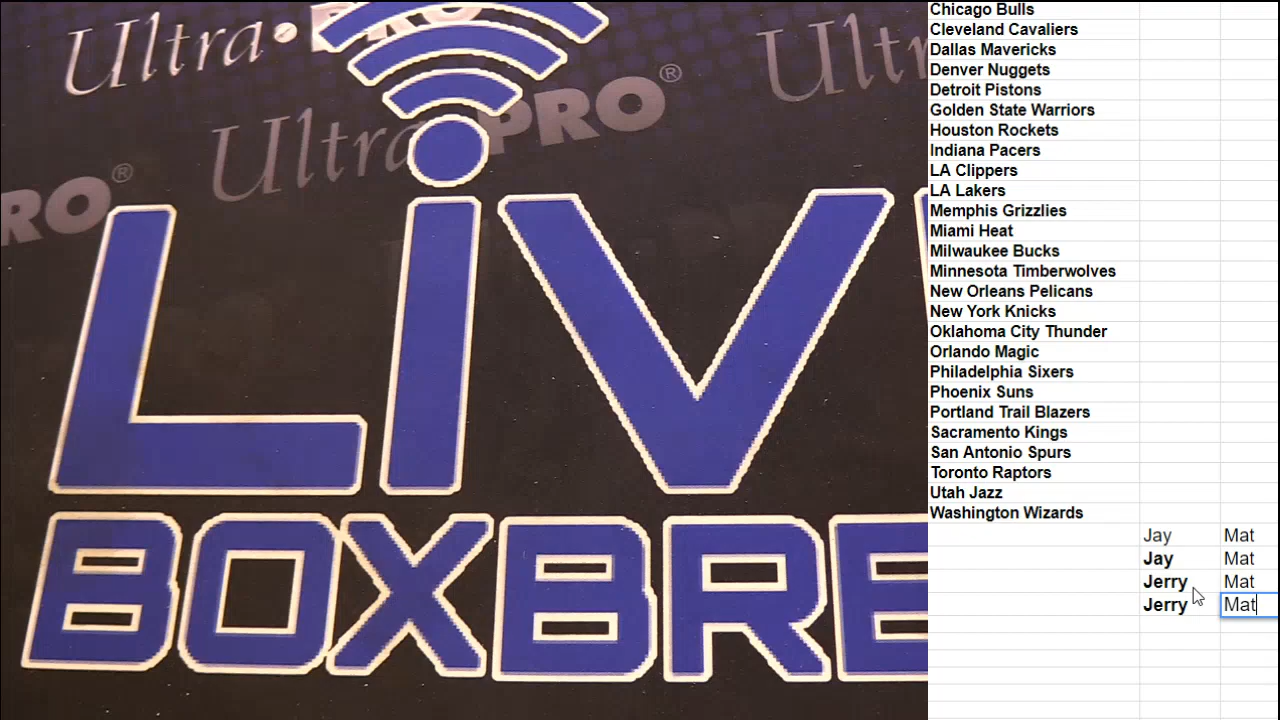 Ultra PRO
Ultra PRO®
Ultra
RO®
LiV
BOXBRE
Chicago Bulls
Cleveland Cavaliers
Dallas Mavericks
Denver Nuggets
Detroit Pistons
Golden State Warriors
Houston Rockets
Indiana Pacers
LA Clippers
LA Lakers
Memphis Grizzlies
Miami Heat
Milwaukee Bucks
Minnesota Timberwolves
New Orleans Pelicans
New York Knicks
Oklahoma City Thunder
Orlando Magic
Philadelphia Sixers
Phoenix Suns
Portland Trail Blazers
Sacramento Kings
San Antonio Spurs
Toronto Raptors
Utah Jazz
Washington Wizards
Jay Mat
Jay Mat
Jerry Mat
Jerry Mat